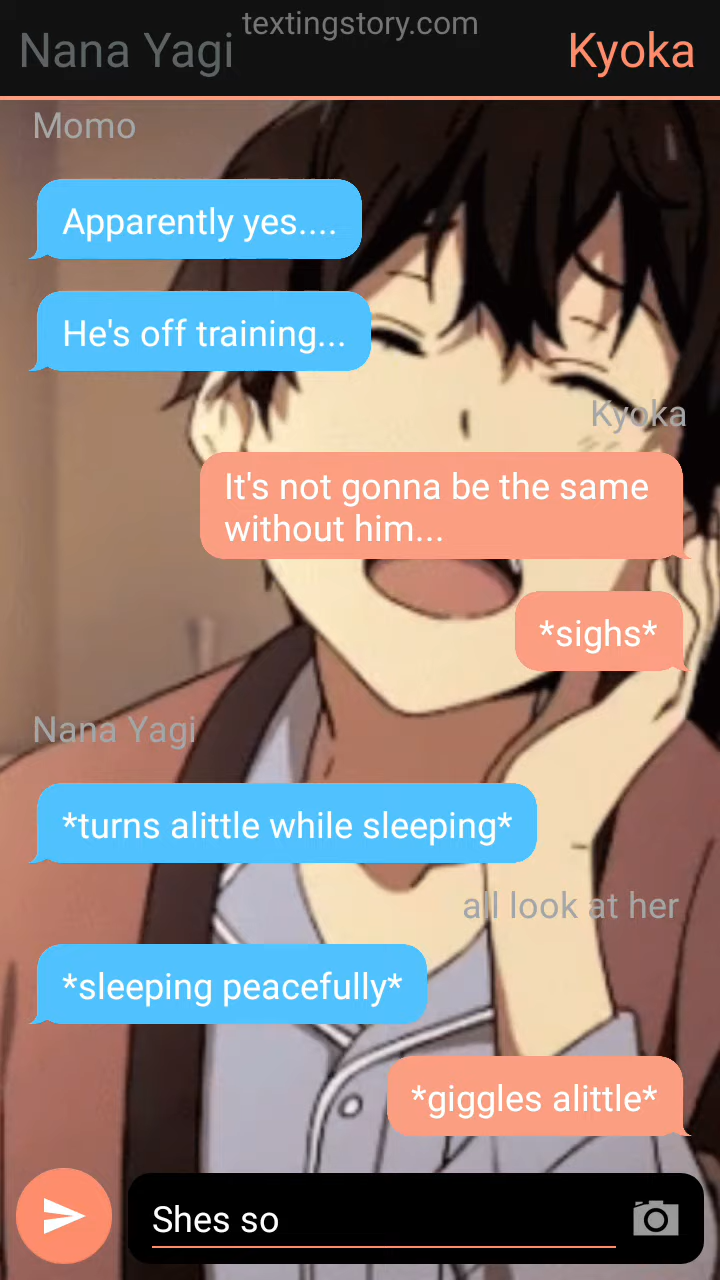 textingstory.com
Nana Yagi
Kyoka
Momo
Apparently yes....
He's off training...
Kyoka
It's not gonna be the same
without him...
*sighs*
Nana Yagi
*turns alittle while sleeping*
all look at her
*sleeping peacefully*
*giggles alittle*
Shes so